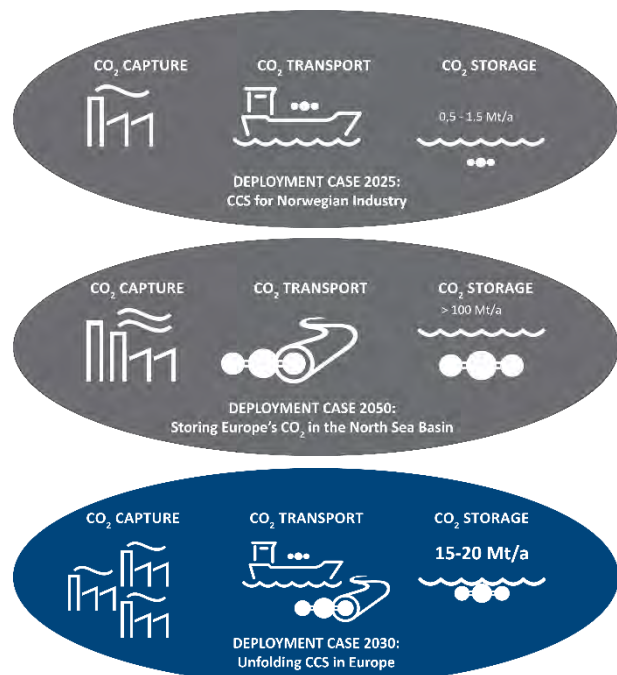 CO₂ CAPTURE CO₂ TRANSPORT CO₂ STORAGE
0,5 - 1.5 Mt/a
DEPLOYMENT CASE 2025:
CCS for Norwegian Industry
CO₂ CAPTURE CO₂ TRANSPORT CO₂ STORAGE
> 100 Mt/a
DEPLOYMENT CASE 2050:
Storing Europe's CO₂ in the North Sea Basin
CO₂ CAPTURE CO₂ TRANSPORT CO₂ STORAGE
15-20 Mt/a
DEPLOYMENT CASE 2030:
Unfolding CCS in Europe